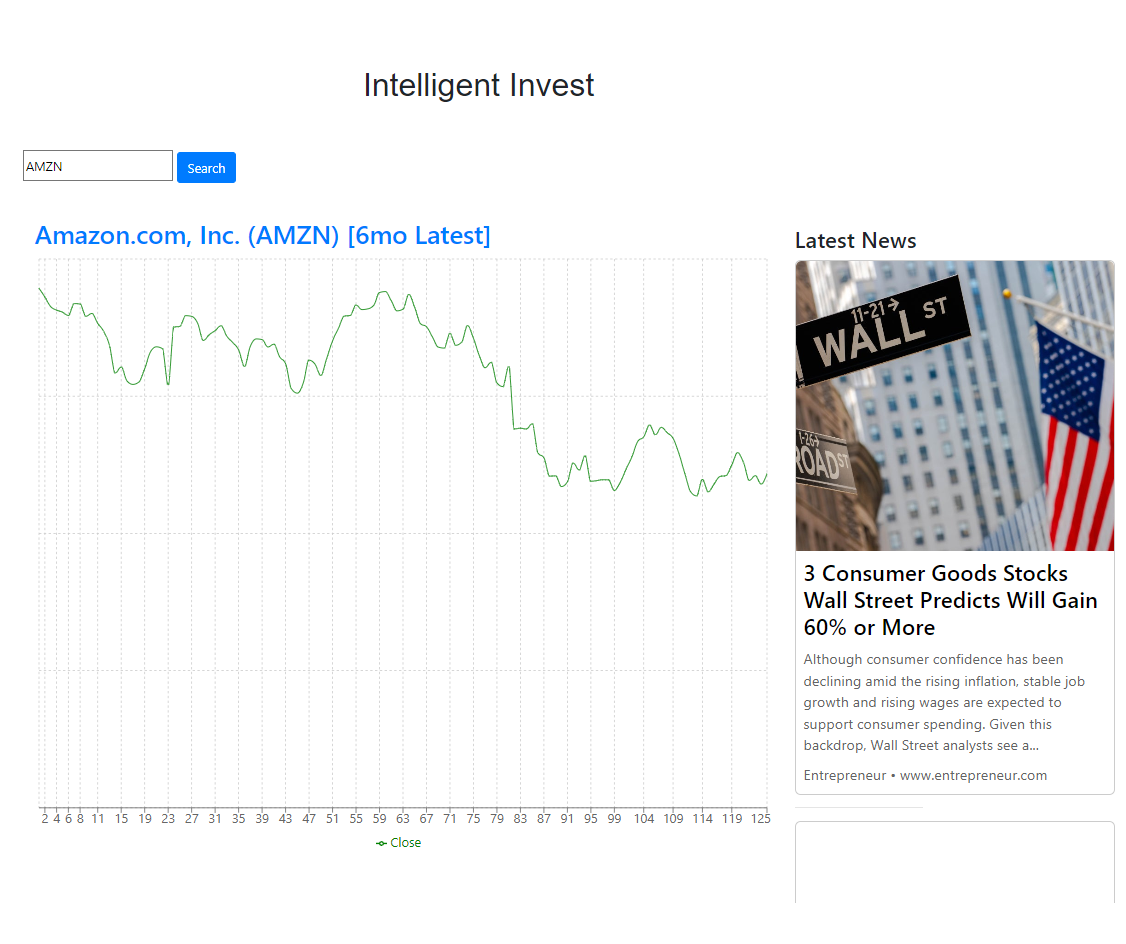 Intelligent Invest
AMZN
Search
Amazon.com, Inc. (AMZN) [6mo Latest]
2 4 6 8 11 15 19 23 27 31 35 39 43 47 51 55 59 63 67 71 75 79 83 87 91 95 99 104 109 114 119 125
Close
Latest News
11-21
WALL ST
1-26
ROAD ST
3 Consumer Goods Stocks
Wall Street Predicts Will Gain
60% or More
Although consumer confidence has been
declining amid the rising inflation, stable job
growth and rising wages are expected to
support consumer spending. Given this
backdrop, Wall Street analysts see a...
Entrepreneur • www.entrepreneur.com